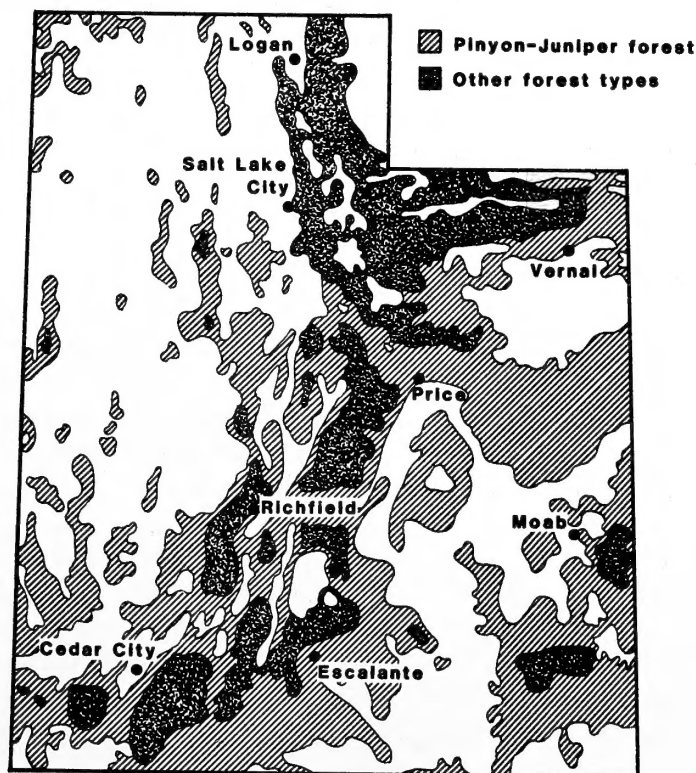 Logan
Pinyon-Juniper forest
Other forest types
Salt Lake
City
Vernal
Price
Richfield
Moab
Cedar City
Escalante